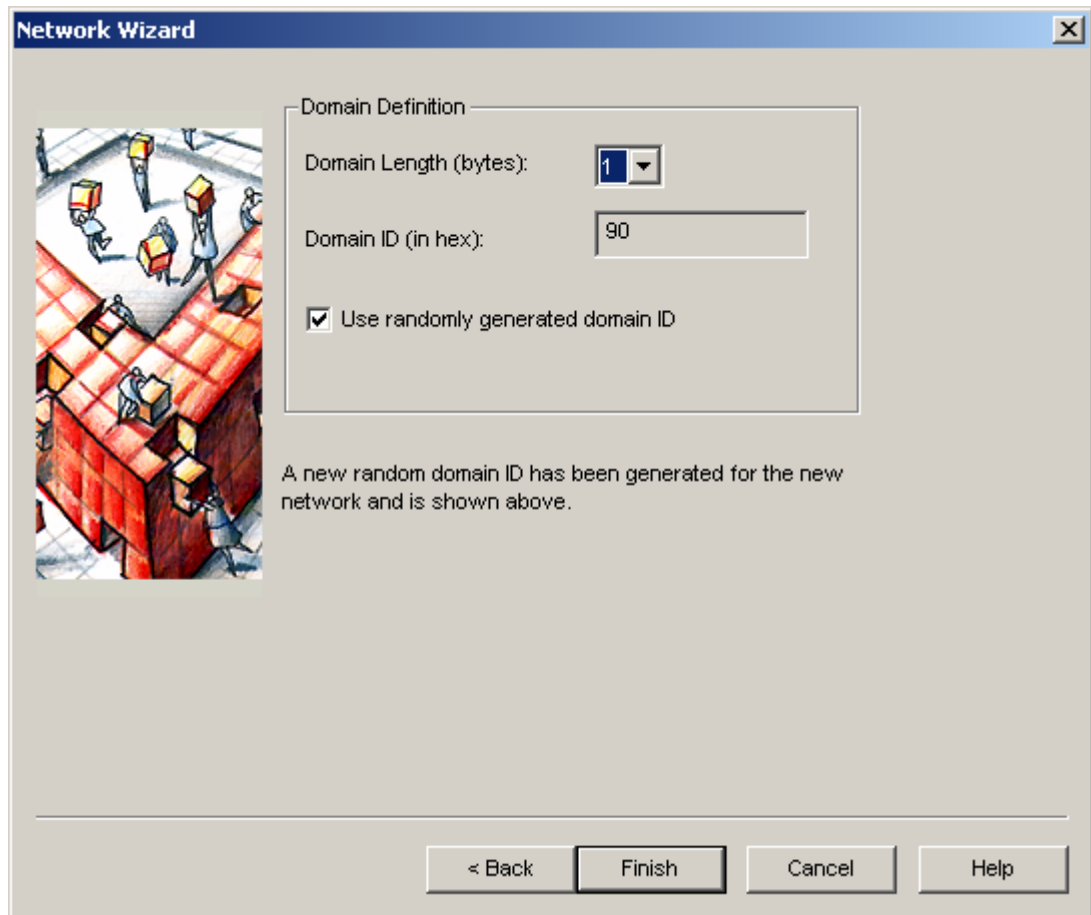 Network Wizard
Domain Definition
Domain Length (bytes): 1
Domain ID (in hex): 90
Use randomly generated domain ID
A new random domain ID has been generated for the new
network and is shown above.
< Back Finish Cancel Help